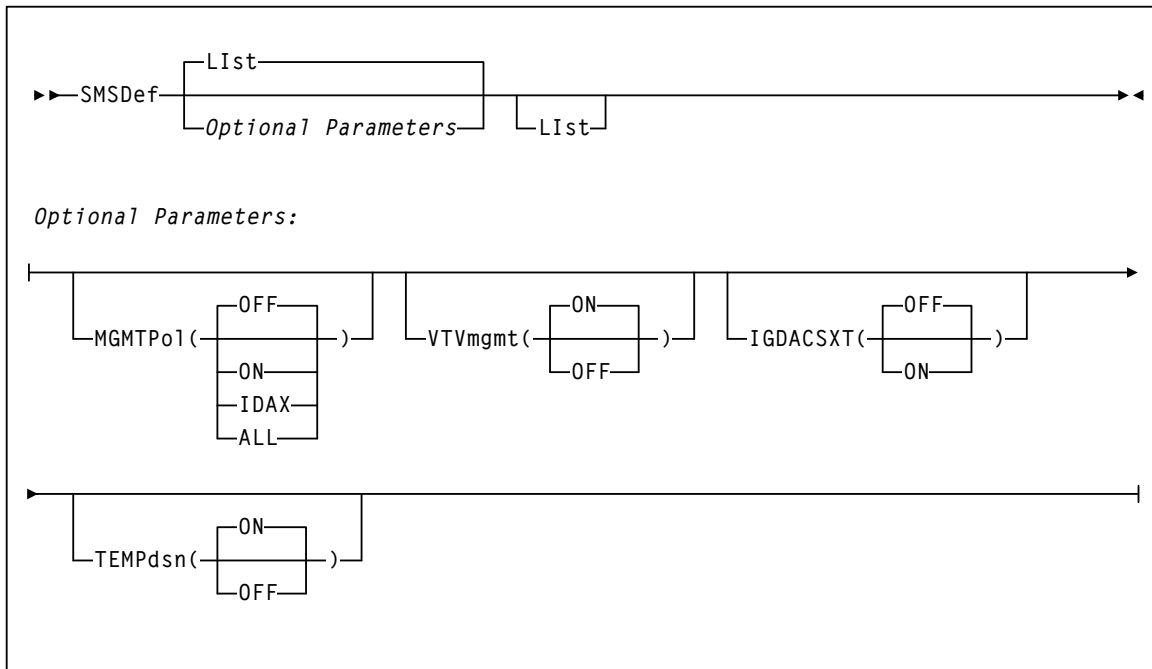 LIst
SMSDef
Optional Parameters
LIst
Optional Parameters:
OFF
MGMTPol( )
ON
IDAX
ALL
ON
VTVmgmt( )
OFF
OFF
IGDACSXT( )
ON
ON
TEMPdsn( )
OFF